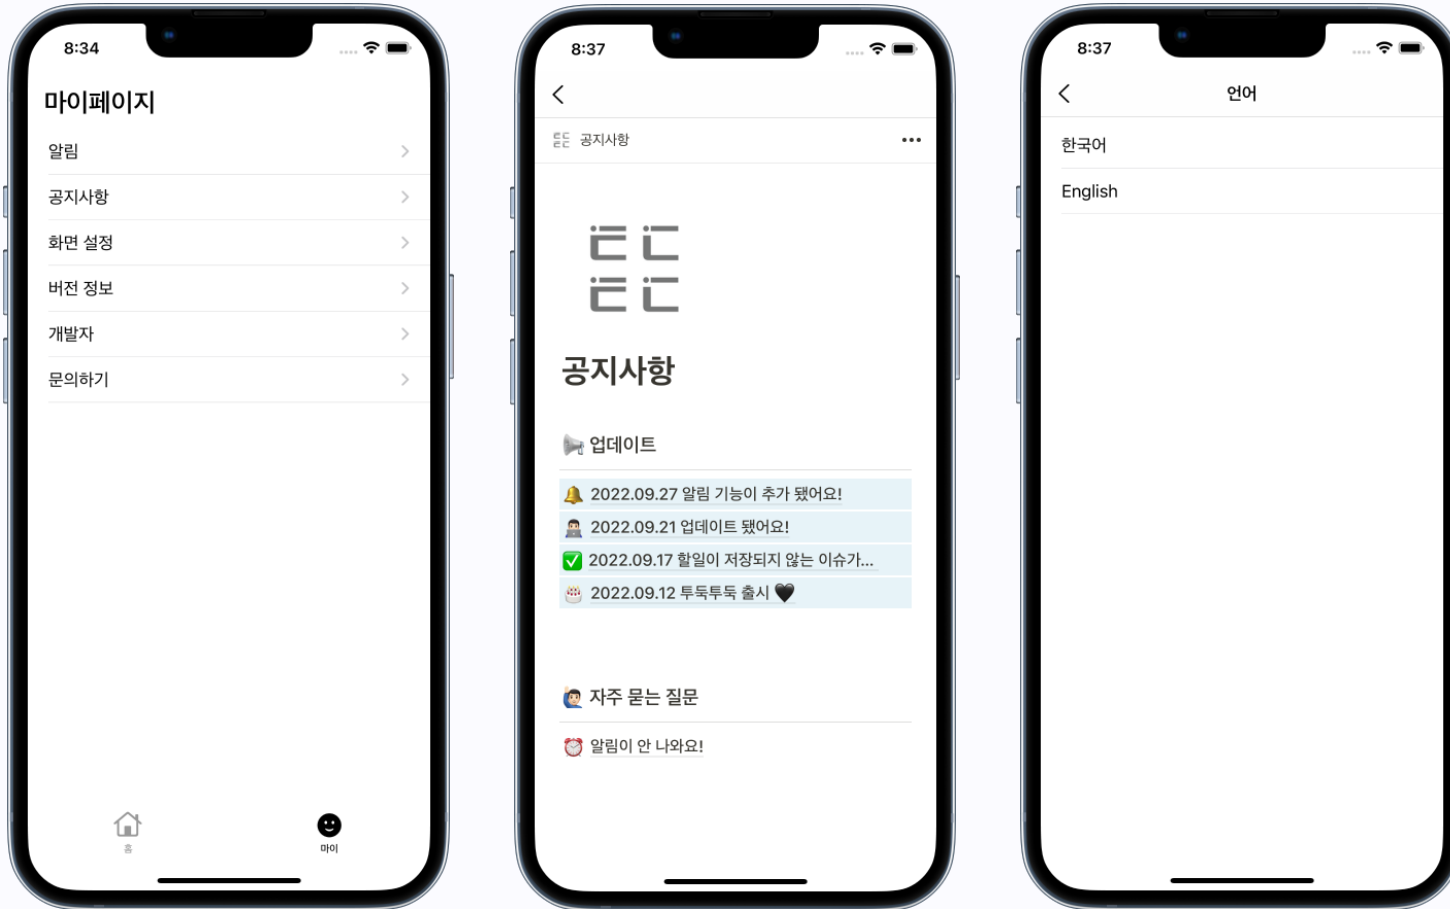 8:34
마이페이지
알림
공지사항
화면 설정
버전 정보
개발자
문의하기
홈
마이
8:37
공지사항
공지사항
업데이트
2022.09.27 알림 기능이 추가 됐어요!
2022.09.21 업데이트 됐어요!
2022.09.17 할일이 저장되지 않는 이슈가...
2022.09.12 투둑투둑 출시 🖤
자주 묻는 질문
알림이 안 나와요!
8:37
언어
한국어
English